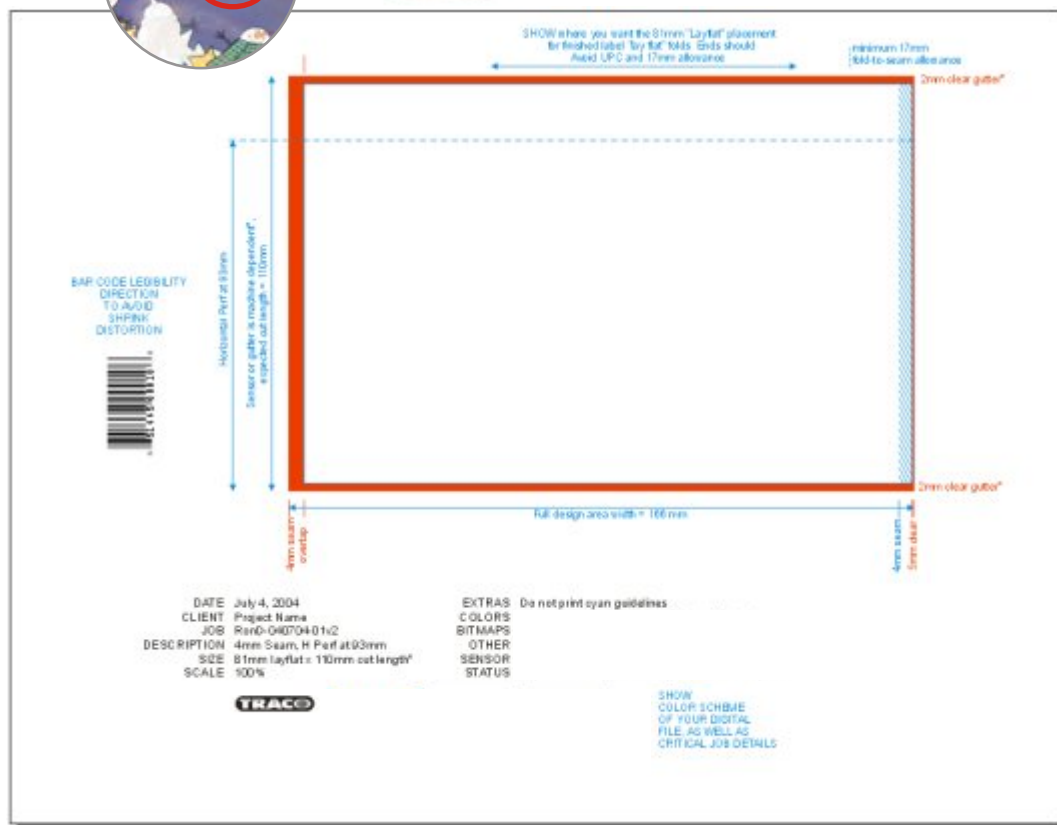 SHOW where you want the 81mm "Layflat" placement
for finished label "lay flat" folds. Ends should
Avoid UPC and 17mm allowance
minimum 17mm
fold-to-seam allowance
2mm clear gutter*
Horizontal Perf at 93mm
Sensor or gutter is machine dependent*,
expected cut length = 110mm
BAR CODE LEGIBILITY
DIRECTION
TO AVOID
SHRINK
DISTORTION
2mm clear gutter*
Full design area width = 166 mm
4mm seam
overlap
4mm seam
5mm clear
DATE July 4, 2004
CLIENT Project Name
JOB RonD-040704-01v2
DESCRIPTION 4mm Seam, H Perf at 93mm
SIZE 81mm layflat x 110mm cut length*
SCALE 100%
EXTRAS Do not print cyan guidelines
COLORS
BITMAPS
OTHER
SENSOR
STATUS
TRACO
SHOW
COLOR SCHEME
OF YOUR DIGITAL
FILE, AS WELL AS
CRITICAL JOB DETAILS